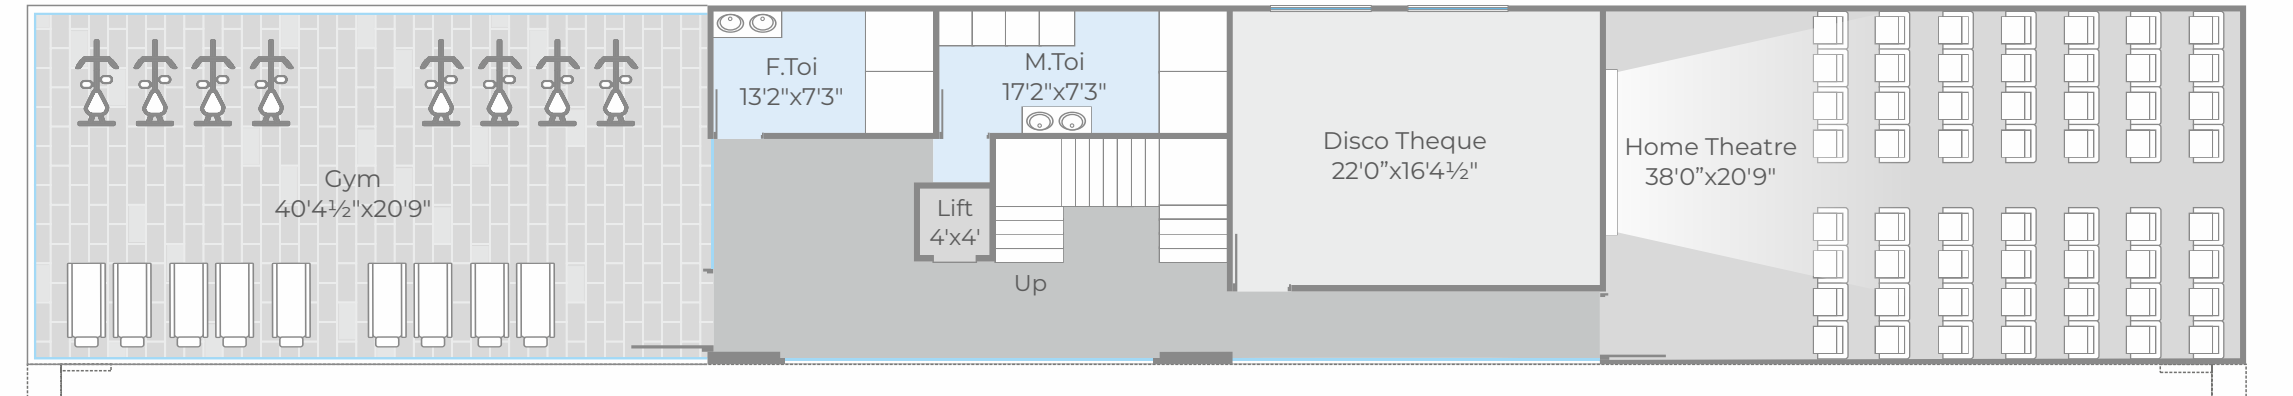 Gym
40'4½"x20'9"
F.Toi
13'2"x7'3"
M.Toi
17'2"x7'3"
Lift
4'x4'
Up
Disco Theque
22'0”x16'4½"
Home Theatre
38'0”x20'9"